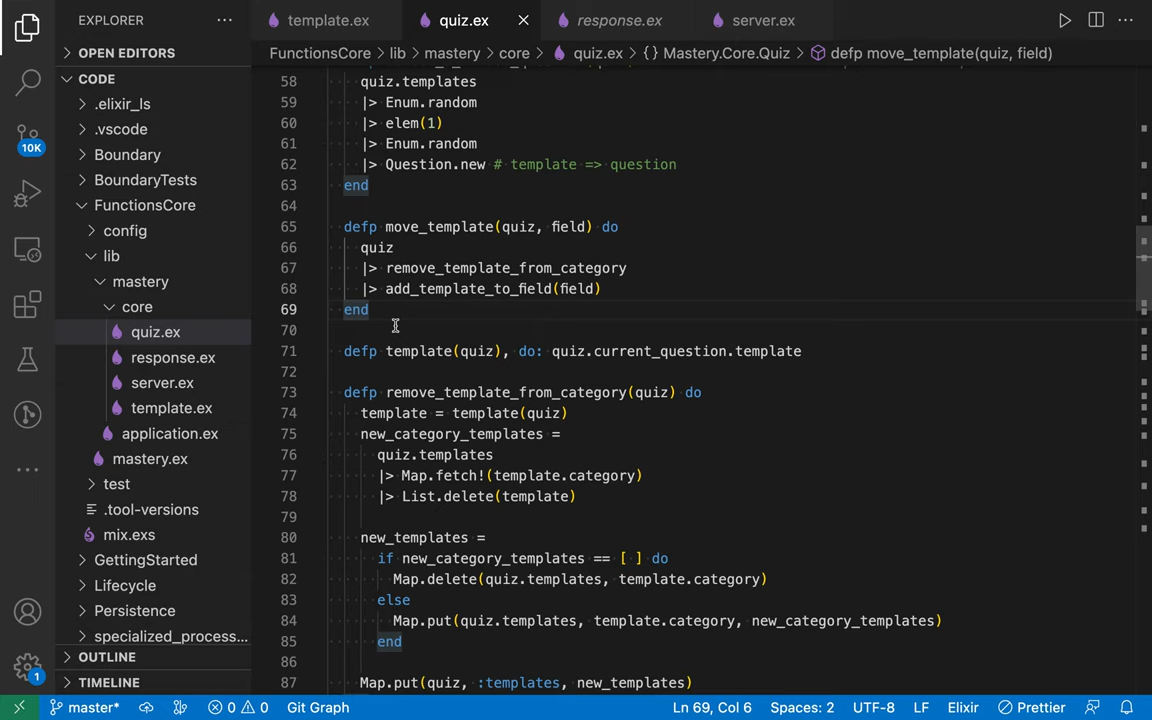 EXPLORER
OPEN EDITORS
CODE
.elixir_ls
.vscode
Boundary
BoundaryTests
FunctionsCore
config
lib
mastery
core
quiz.ex
response.ex
server.ex
template.ex
application.ex
mastery.ex
test
.tool-versions
mix.exs
GettingStarted
Lifecycle
Persistence
specialized_process...
OUTLINE
TIMELINE
10K
1
template.ex quiz.ex response.ex server.ex
FunctionsCore > lib > mastery > core > quiz.ex > {} Mastery.Core.Quiz > defp move_template(quiz, field)
58 quiz.templates
59 |> Enum.random
60 |> elem(1)
61 |> Enum.random
62 |> Question.new # template => question
63 end
64
65 defp move_template(quiz, field) do
66 quiz
67 |> remove_template_from_category
68 |> add_template_to_field(field)
69 end
70
71 defp template(quiz), do: quiz.current_question.template
72
73 defp remove_template_from_category(quiz) do
74 template = template(quiz)
75 new_category_templates =
76 quiz.templates
77 |> Map.fetch!(template.category)
78 |> List.delete(template)
79
80 new_templates =
81 if new_category_templates == [ ] do
82 Map.delete(quiz.templates, template.category)
83 else
84 Map.put(quiz.templates, template.category, new_category_templates)
85 end
86
87 Map.put(quiz, :templates, new_templates)
master* 0 0 Git Graph Ln 69, Col 6 Spaces: 2 UTF-8 LF Elixir Prettier